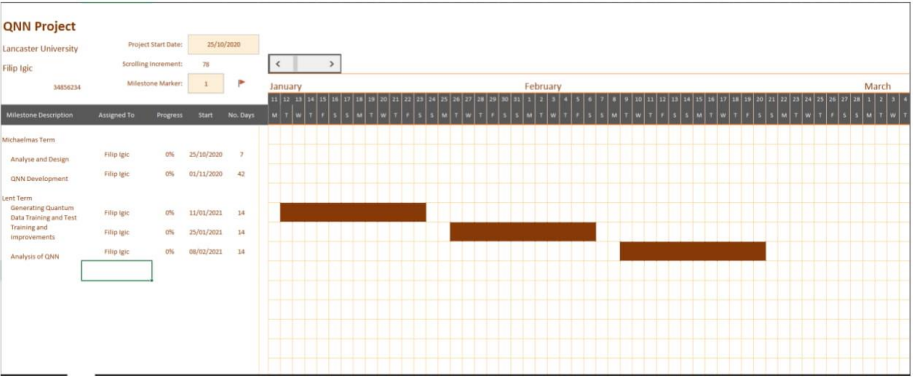 QNN Project
Lancaster University
Project Start Date: 25/10/2020
Filip Igic
Scrolling Increment: 78
34856234
Milestone Marker: 1
January February March
11 12 13 14 15 16 17 18 19 20 21 22 23 24 25 26 27 28 29 30 31 1 2 3 4 5 6 7 8 9 10 11 12 13 14 15 16 17 18 19 20 21 22 23 24 25 26 27 28 1 2 3 4
Milestone Description Assigned To Progress Start No. Days M T W T F S S M T W T F S S M T W T F S S M T W T F S S M T W T F S S M T W T F S S M T W T F S S M T W T
Michaelmas Term
Analyse and Design Filip Igic 0% 25/10/2020 7
QNN Development Filip Igic 0% 01/11/2020 42
Lent Term
Generating Quantum
Data Training and Test Filip Igic 0% 11/01/2021 14
Training and
improvements Filip Igic 0% 25/01/2021 14
Analysis of QNN Filip Igic 0% 08/02/2021 14